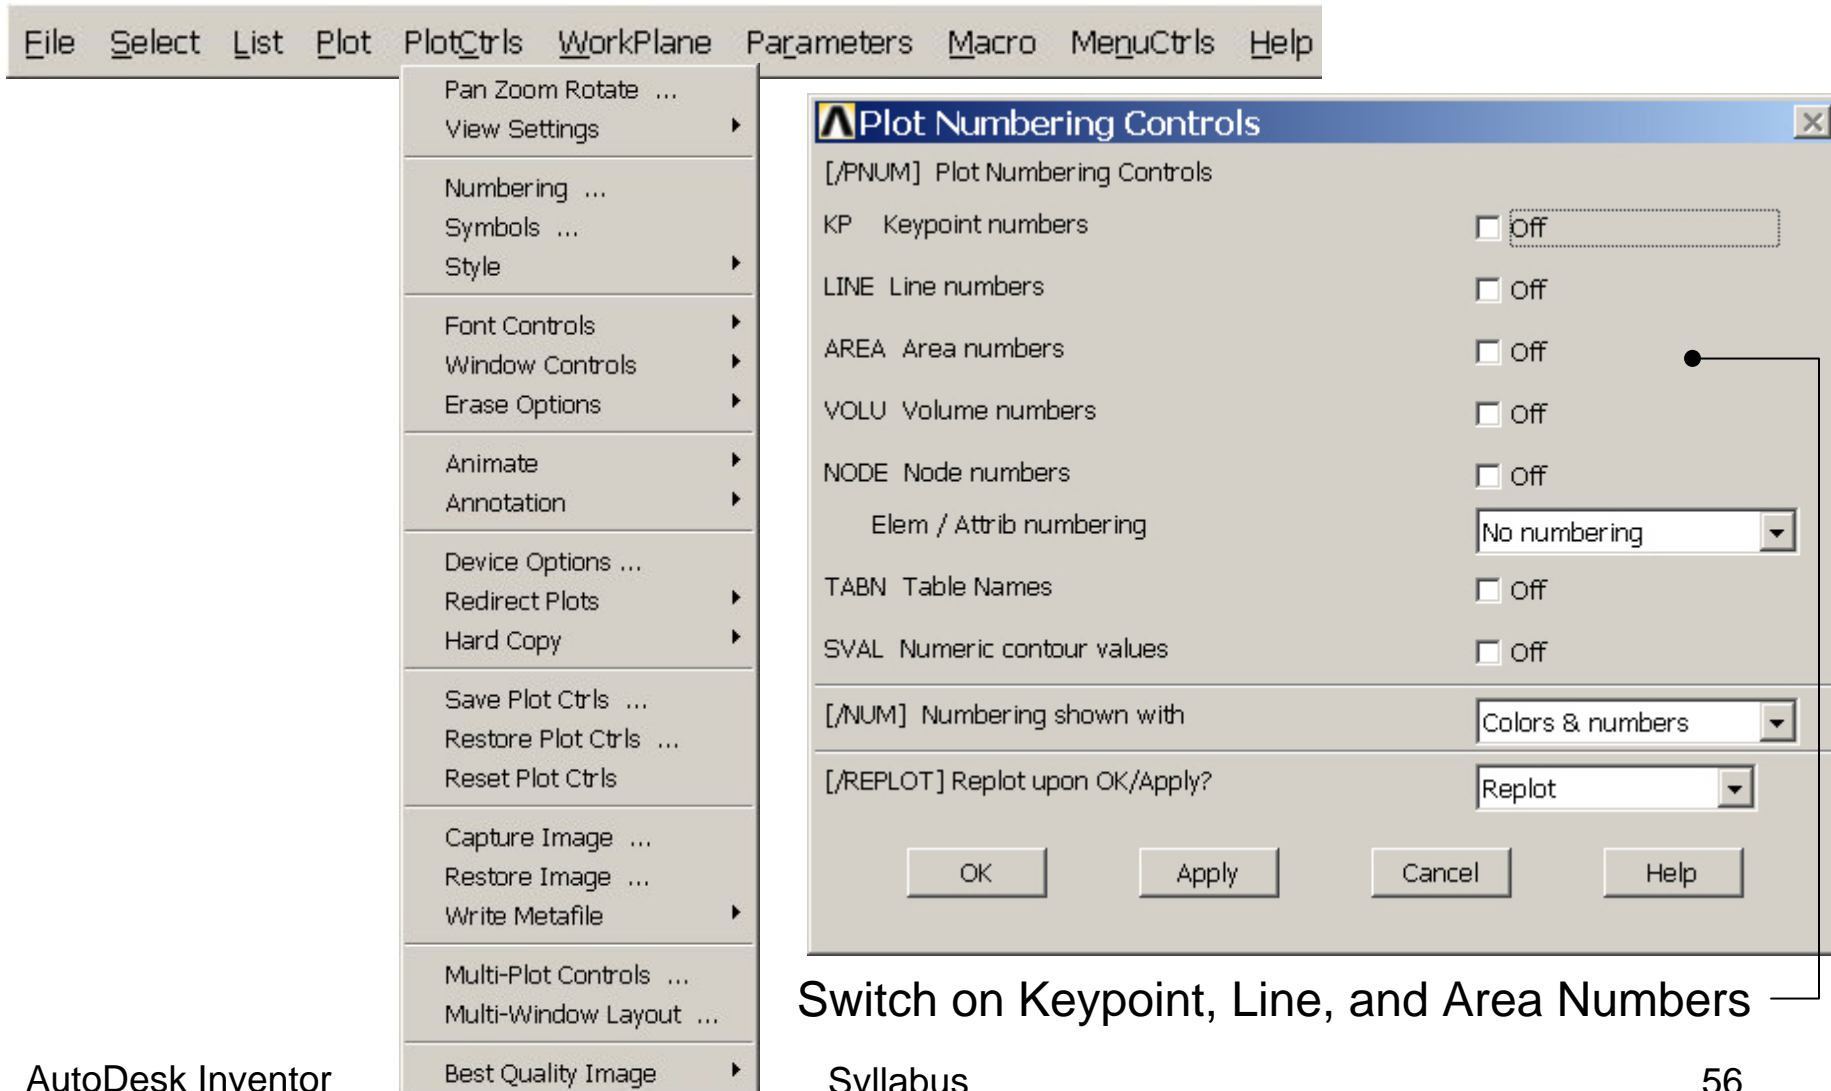 File Select List Plot PlotCtrls WorkPlane Parameters Macro MenuCtrls Help
Pan Zoom Rotate ...
View Settings
Numbering ...
Symbols ...
Style
Font Controls
Window Controls
Erase Options
Animate
Annotation
Device Options ...
Redirect Plots
Hard Copy
Save Plot Ctrls ...
Restore Plot Ctrls ...
Reset Plot Ctrls
Capture Image ...
Restore Image ...
Write Metafile
Multi-Plot Controls ...
Multi-Window Layout ...
Best Quality Image
Plot Numbering Controls
[/PNUM] Plot Numbering Controls
KP Keypoint numbers Off
LINE Line numbers Off
AREA Area numbers Off
VOLU Volume numbers Off
NODE Node numbers Off
Elem / Attrib numbering No numbering
TABN Table Names Off
SVAL Numeric contour values Off
[/NUM] Numbering shown with Colors & numbers
[/REPLOT] Replot upon OK/Apply? Replot
OK Apply Cancel Help
Switch on Keypoint, Line, and Area Numbers
AutoDesk Inventor Syllabus 56